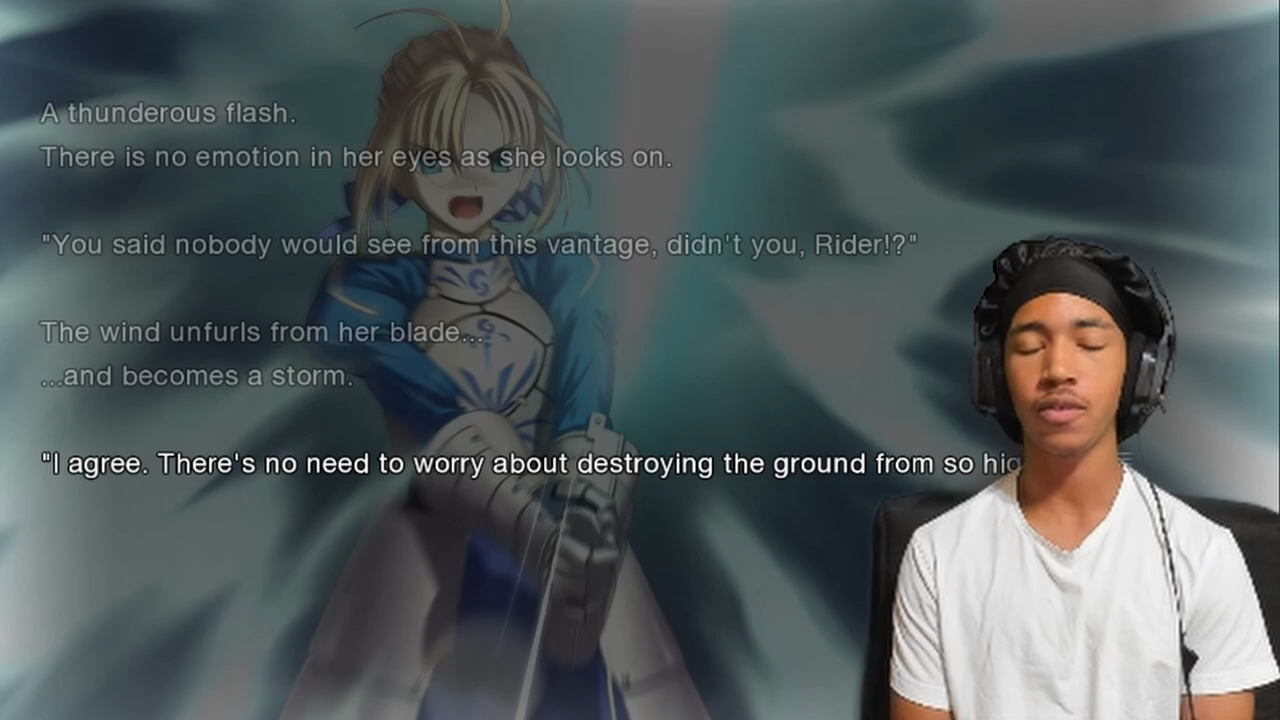 A thunderous flash.
There is no emotion in her eyes as she looks on.
"You said nobody would see from this vantage, didn't you, Rider!?"
The wind unfurls from her blade...
...and becomes a storm.
"I agree. There's no need to worry about destroying the ground from so